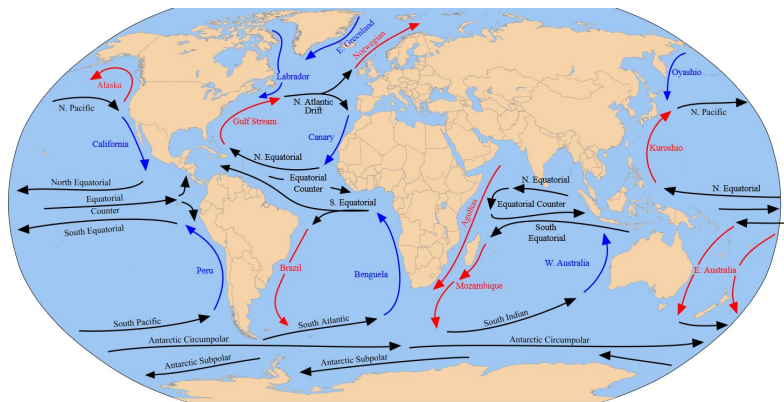 E. Greenland
Norwegian
Labrador
Alaska
Oyashio
N. Pacific
N. Atlantic
Drift
N. Pacific
Gulf Stream
California
Canary
Kuroshio
N. Equatorial
North Equatorial
Equatorial
Counter
N. Equatorial
N. Equatorial
Equatorial
Counter
S. Equatorial
Agulhas
Equatorial Counter
South Equatorial
South
Equatorial
Peru
Brazil
Benguela
Mozambique
W. Australia
E. Australia
South Pacific
South Atlantic
South Indian
Antarctic Circumpolar
Antarctic Circumpolar
Antarctic Subpolar
Antarctic Subpolar